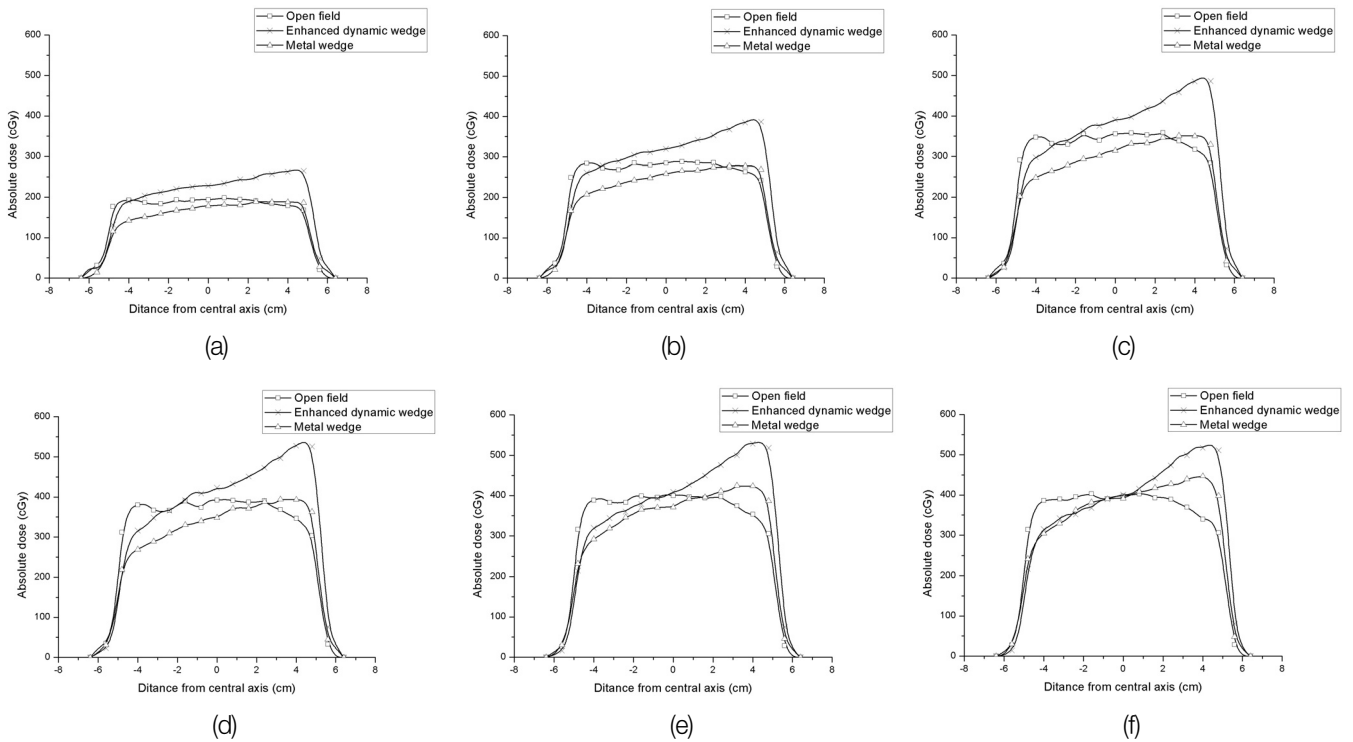 Open field
Enhanced dynamic wedge
Metal wedge
600
500
400
300
200
100
0
Absolute dose (cGy)
-8 -6 -4 -2 0 2 4 6 8
Ditance from central axis (cm)
(a)
Open field
Enhanced dynamic wedge
Metal wedge
600
500
400
300
200
100
0
Absolute dose (cGy)
-8 -6 -4 -2 0 2 4 6 8
Ditance from central axis (cm)
(b)
Open field
Enhanced dynamic wedge
Metal wedge
600
500
400
300
200
100
0
Absolute dose (cGy)
-8 -6 -4 -2 0 2 4 6 8
Ditance from central axis (cm)
(c)
Open field
Enhanced dynamic wedge
Metal wedge
600
500
400
300
200
100
0
Absolute dose (cGy)
-8 -6 -4 -2 0 2 4 6 8
Ditance from central axis (cm)
(d)
Open field
Enhanced dynamic wedge
Metal wedge
600
500
400
300
200
100
0
Absolute dose (cGy)
-8 -6 -4 -2 0 2 4 6 8
Ditance from central axis (cm)
(e)
Open field
Enhanced dynamic wedge
Metal wedge
600
500
400
300
200
100
0
Absolute dose (cGy)
-8 -6 -4 -2 0 2 4 6 8
Ditance from central axis (cm)
(f)